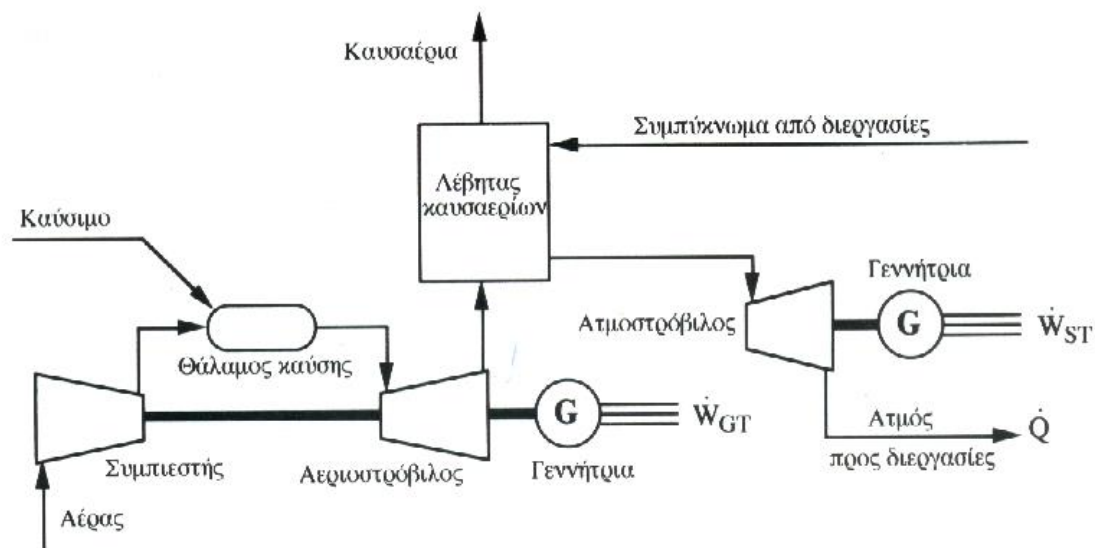 Καυσαέρια
Συμπύκνωμα από διεργασίες
Λέβητας
καυσαερίων
Καύσιμο
Γεννήτρια
G
Ẇ_ST
Ατμοστρόβιλος
Θάλαμος καύσης
G
Ẇ_GT
Ατμός
προς διεργασίες
Q̇
Συμπιεστής
Αεριοστρόβιλος
Γεννήτρια
Αέρας